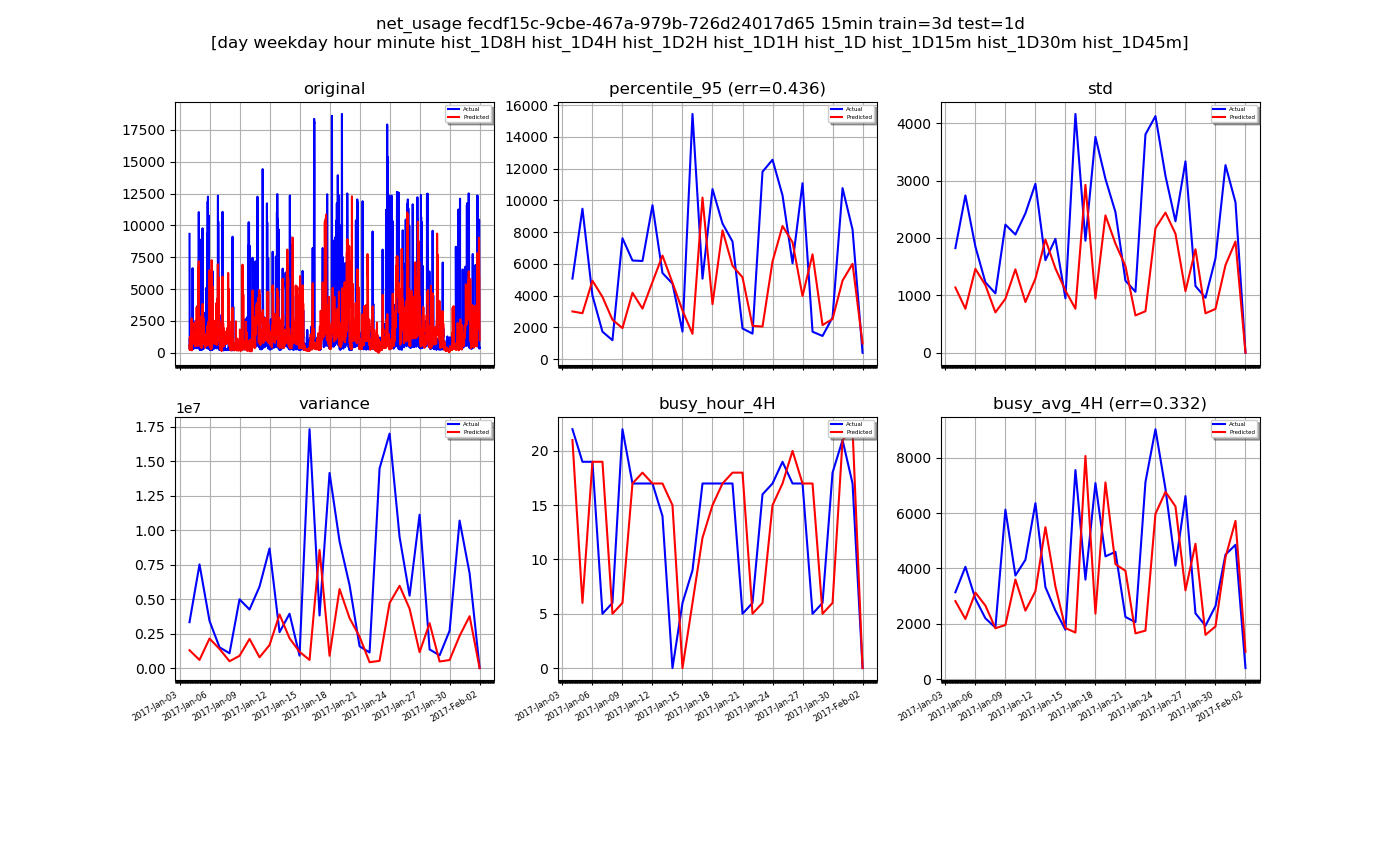 net_usage fecdf15c-9cbe-467a-979b-726d24017d65 15min train=3d test=1d
[day weekday hour minute hist_1D8H hist_1D4H hist_1D2H hist_1D1H hist_1D hist_1D15m hist_1D30m hist_1D45m]
original
Actual
Predicted
17500
15000
12500
10000
7500
5000
2500
0
percentile_95 (err=0.436)
Actual
Predicted
16000
14000
12000
10000
8000
6000
4000
2000
0
std
Actual
Predicted
4000
3000
2000
1000
0
variance
1e7
Actual
Predicted
1.75
1.50
1.25
1.00
0.75
0.50
0.25
0.00
2017-Jan-03
2017-Jan-06
2017-Jan-09
2017-Jan-12
2017-Jan-15
2017-Jan-18
2017-Jan-21
2017-Jan-24
2017-Jan-27
2017-Jan-30
2017-Feb-02
busy_hour_4H
Actual
Predicted
20
15
10
5
0
2017-Jan-03
2017-Jan-06
2017-Jan-09
2017-Jan-12
2017-Jan-15
2017-Jan-18
2017-Jan-21
2017-Jan-24
2017-Jan-27
2017-Jan-30
2017-Feb-02
busy_avg_4H (err=0.332)
Actual
Predicted
8000
6000
4000
2000
0
2017-Jan-03
2017-Jan-06
2017-Jan-09
2017-Jan-12
2017-Jan-15
2017-Jan-18
2017-Jan-21
2017-Jan-24
2017-Jan-27
2017-Jan-30
2017-Feb-02